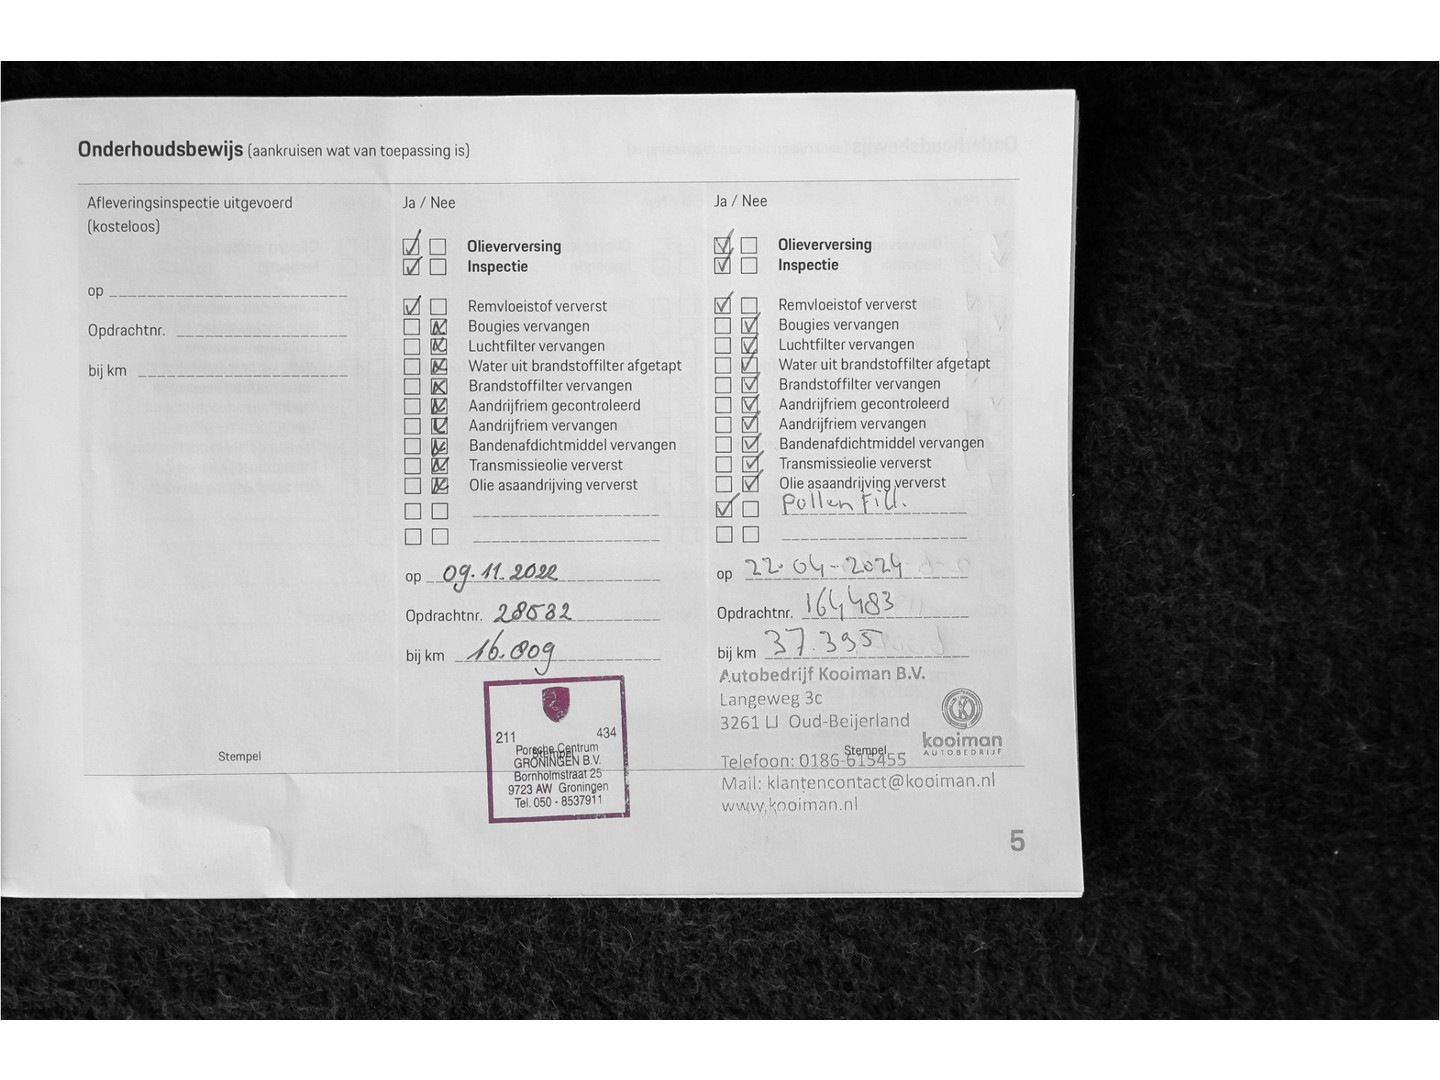 Onderhoudsbewijs (aankruisen wat van toepassing is)
Afleveringsinspectie uitgevoerd
(kosteloos)
op
Opdrachtnr.
bij km
Stempel
Ja / Nee
Olieverversing
Inspectie
Remvloeistof ververst
Bougies vervangen
Luchtfilter vervangen
Water uit brandstoffilter afgetapt
Brandstoffilter vervangen
Aandrijfriem gecontroleerd
Aandrijfriem vervangen
Bandenafdichtmiddel vervangen
Transmissieolie ververst
Olie asaandrijving ververst
op 09.11.2022
Opdrachtnr. 28532
bij km 16.009
211 434
Porsche Centrum
Stempel
GRONINGEN B.V.
Bornholmstraat 25
9723 AW Groningen
Tel. 050 - 8537911
Ja / Nee
Olieverversing
Inspectie
Remvloeistof ververst
Bougies vervangen
Luchtfilter vervangen
Water uit brandstoffilter afgetapt
Brandstoffilter vervangen
Aandrijfriem gecontroleerd
Aandrijfriem vervangen
Bandenafdichtmiddel vervangen
Transmissieolie ververst
Olie asaandrijving ververst
Pollen Filt.
op 22-04-2024
Opdrachtnr. 164483
bij km 37.395
Autobedrijf Kooiman B.V.
Langeweg 3c
3261 LJ Oud-Beijerland
kooiman
AUTOBEDRIJF
Stempel
Telefoon: 0186-615455
Mail: klantencontact@kooiman.nl
www.kooiman.nl
5